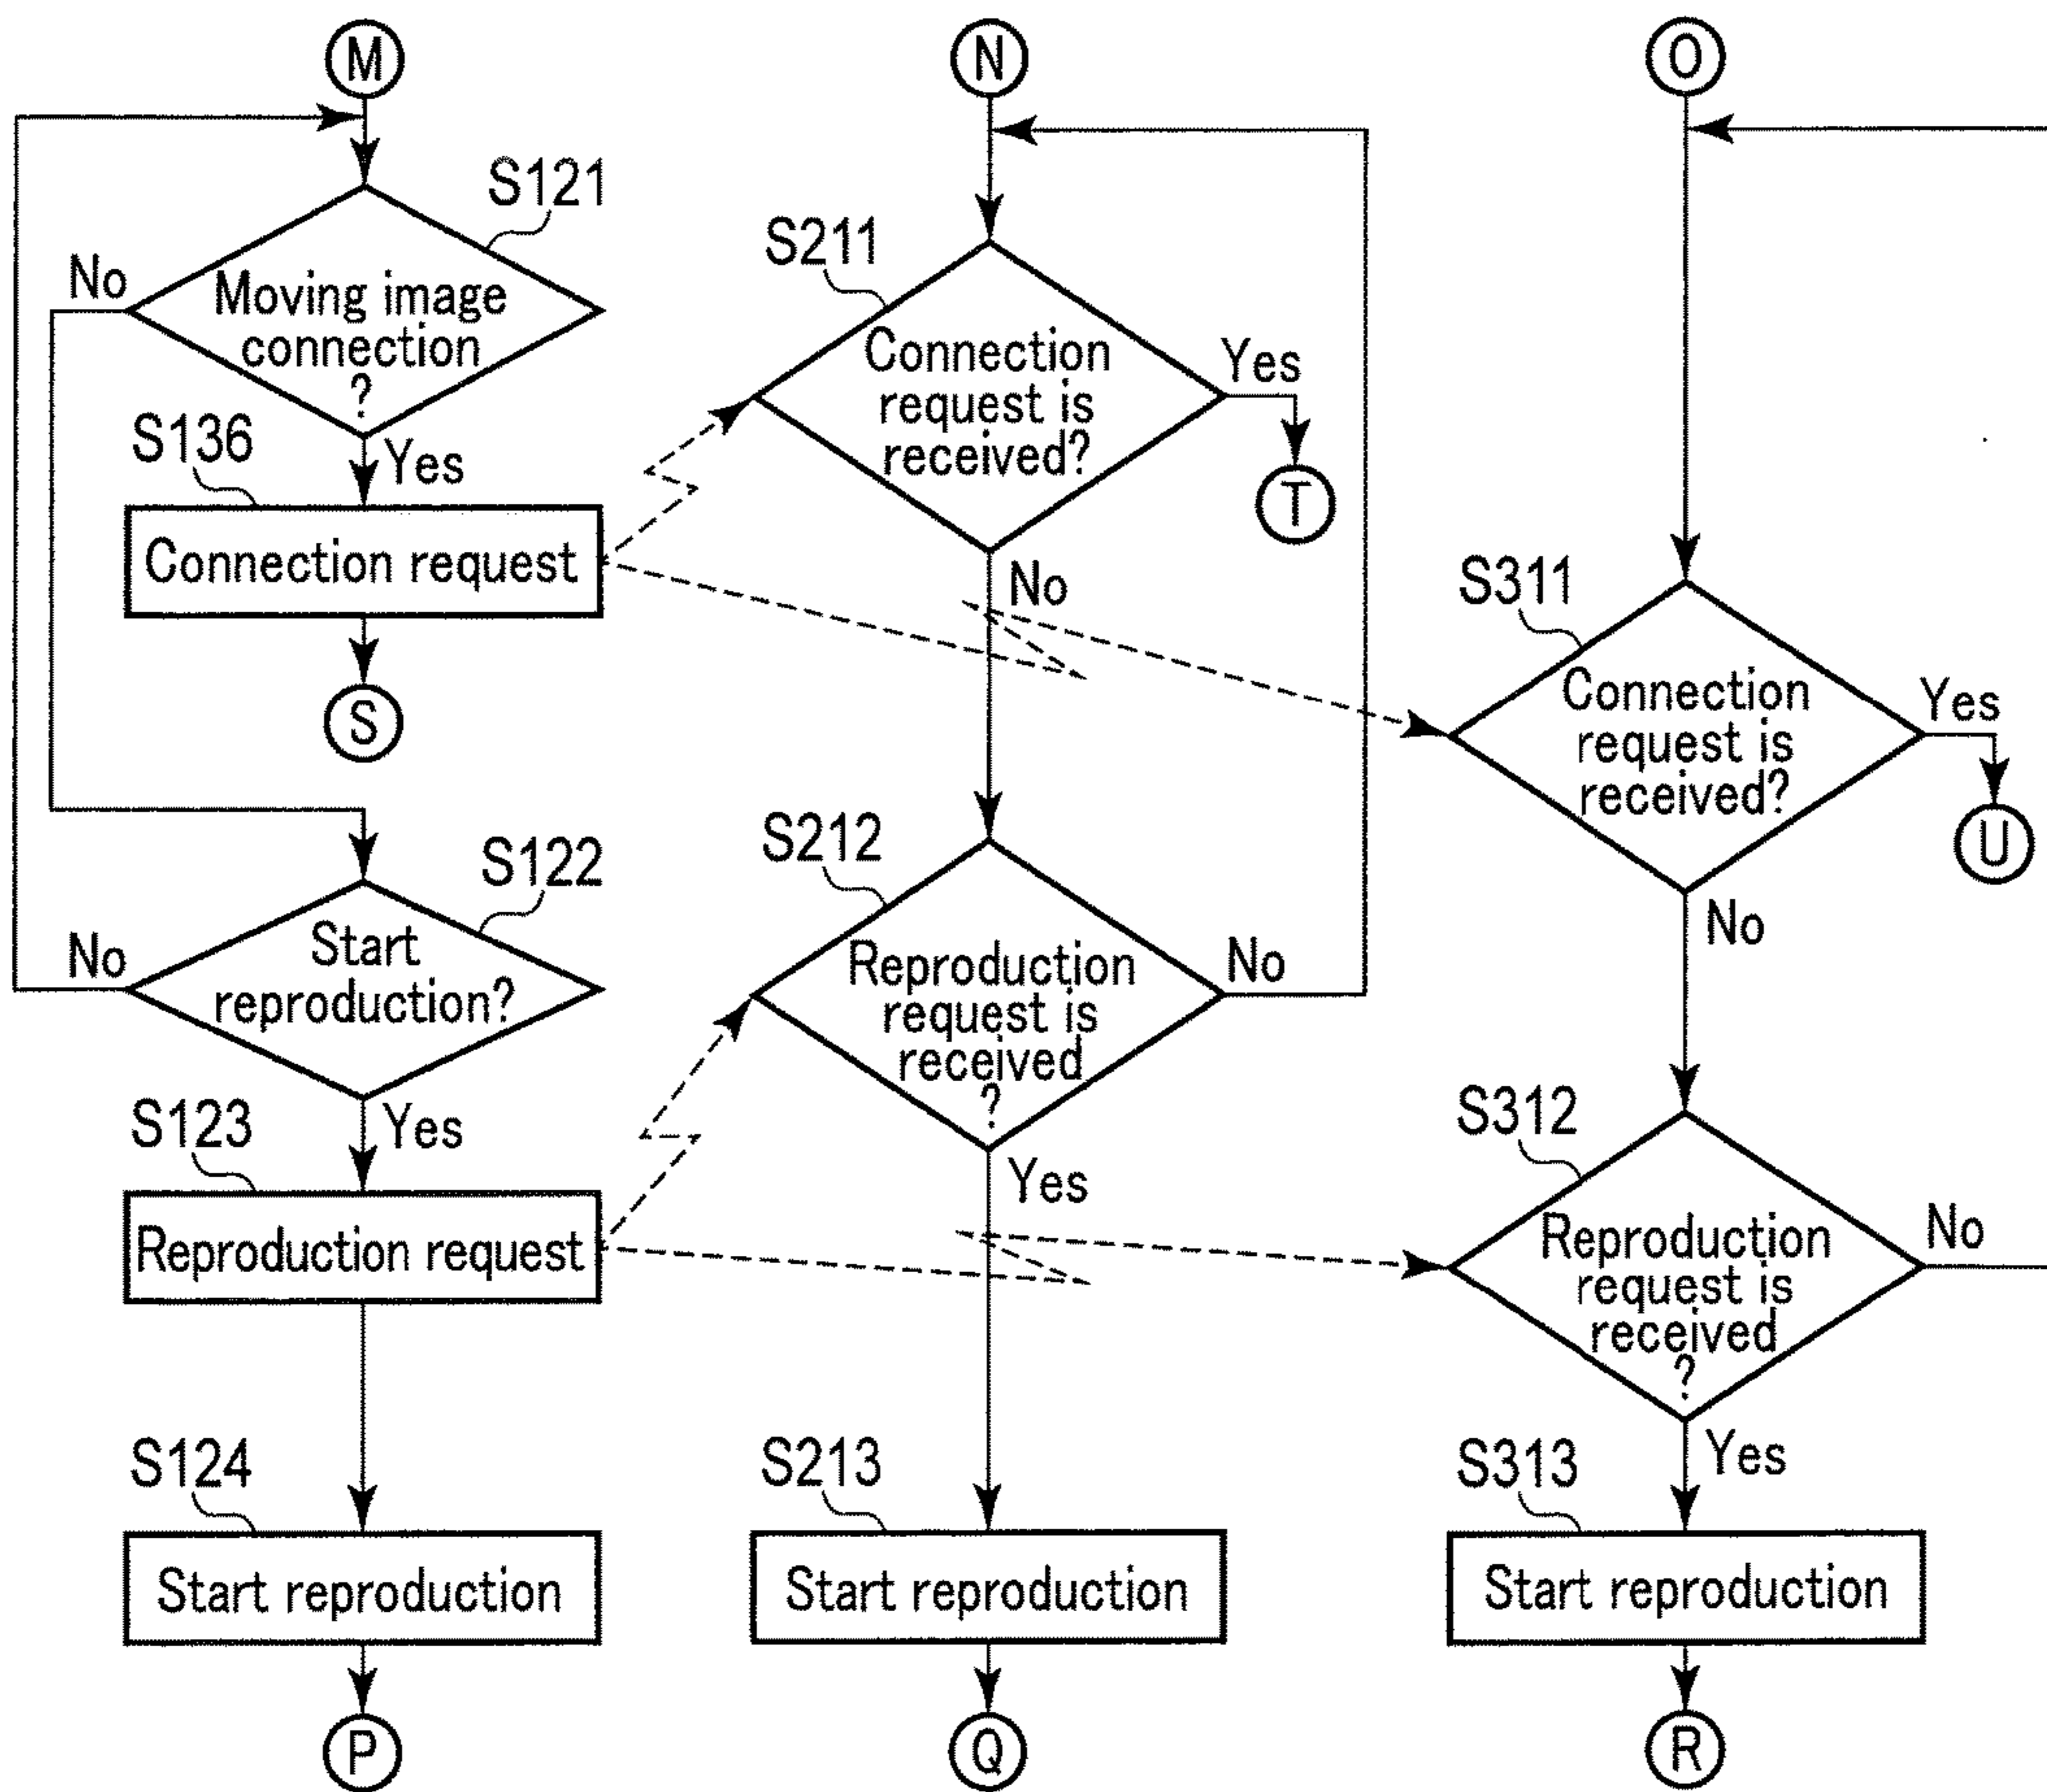 M
S121
No
Moving image
connection
?
S136
Yes
Connection request
S
S122
No
Start
reproduction?
S123
Yes
Reproduction request
S124
Start reproduction
P
N
S211
Connection
request is
received?
Yes
T
No
S212
Reproduction
request is
received
?
No
Yes
S213
Start reproduction
Q
O
S311
Connection
request is
received?
Yes
U
No
S312
Reproduction
request is
received
?
No
Yes
S313
Start reproduction
R